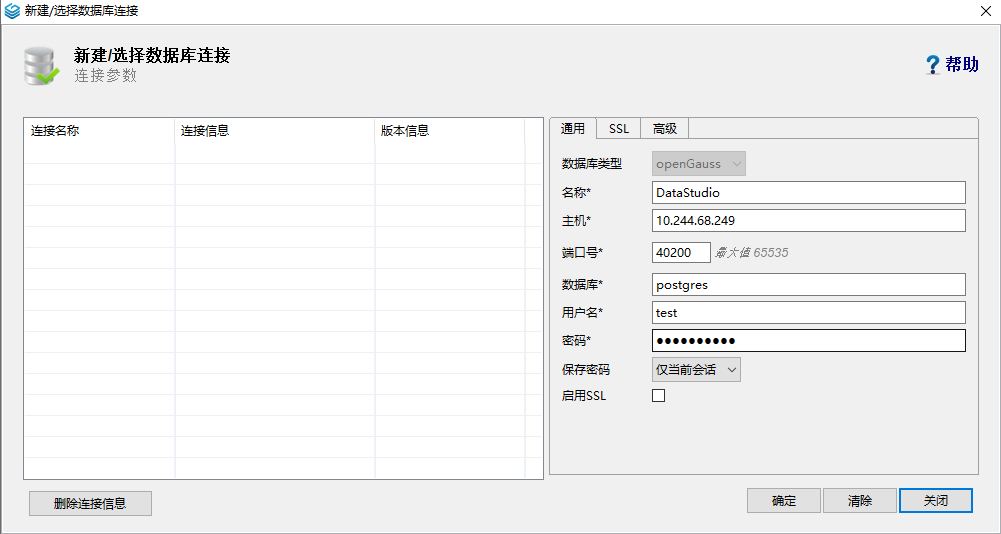 新建/选择数据库连接
新建/选择数据库连接
连接参数
帮助
连接名称 连接信息 版本信息
通用 SSL 高级
数据库类型 openGauss
名称* DataStudio
主机* 10.244.68.249
端口号* 40200 最大值 65535
数据库* postgres
用户名* test
密码* ●●●●●●●●●●
保存密码 仅当前会话
启用SSL
删除连接信息 确定 清除 关闭